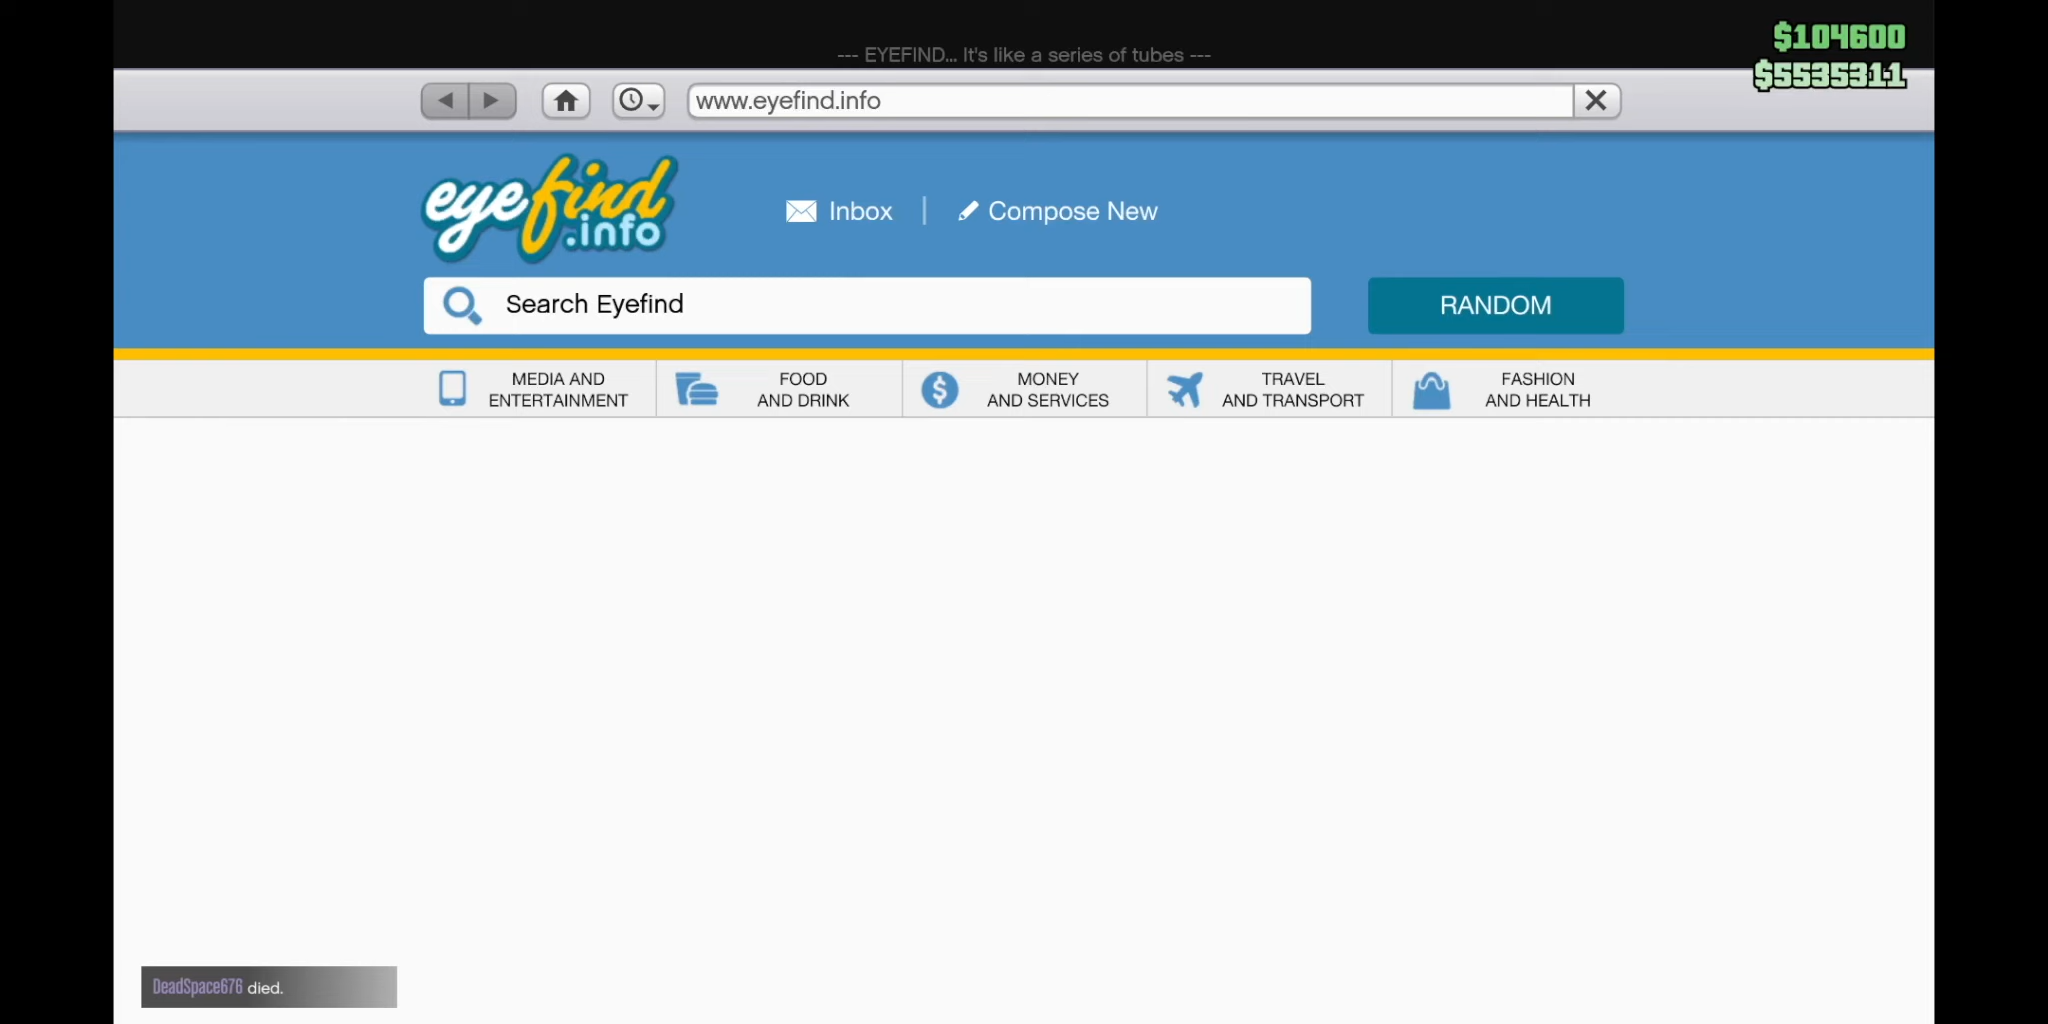 $104600
--- EYEFIND... It's like a series of tubes ---
$5535311
www.eyefind.info
eyefind
.info
Inbox | Compose New
Search Eyefind
RANDOM
MEDIA AND
ENTERTAINMENT
FOOD
AND DRINK
MONEY
AND SERVICES
TRAVEL
AND TRANSPORT
FASHION
AND HEALTH
DeadSpace676 died.